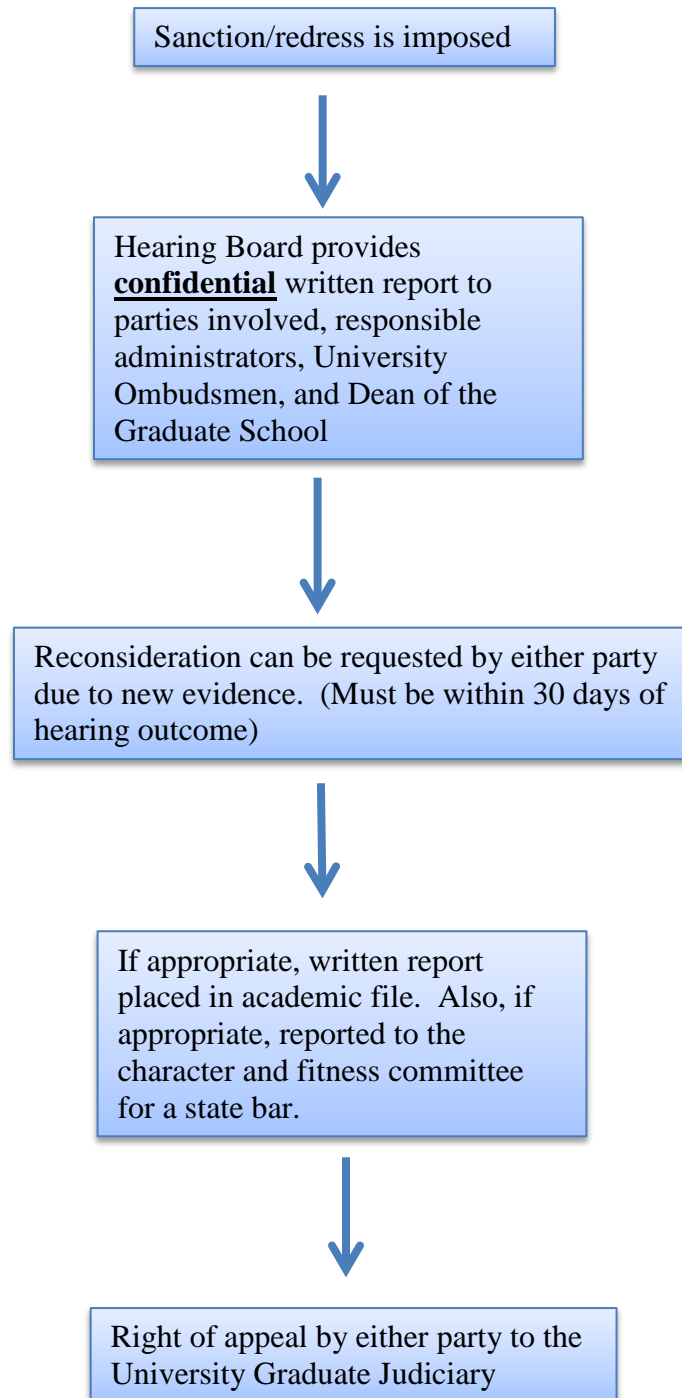 Sanction/redress is imposed
Hearing Board provides
confidential written report to
parties involved, responsible
administrators, University
Ombudsmen, and Dean of the
Graduate School
Reconsideration can be requested by either party
due to new evidence.  (Must be within 30 days of
hearing outcome)
If appropriate, written report
placed in academic file.  Also, if
appropriate, reported to the
character and fitness committee
for a state bar.
Right of appeal by either party to the
University Graduate Judiciary